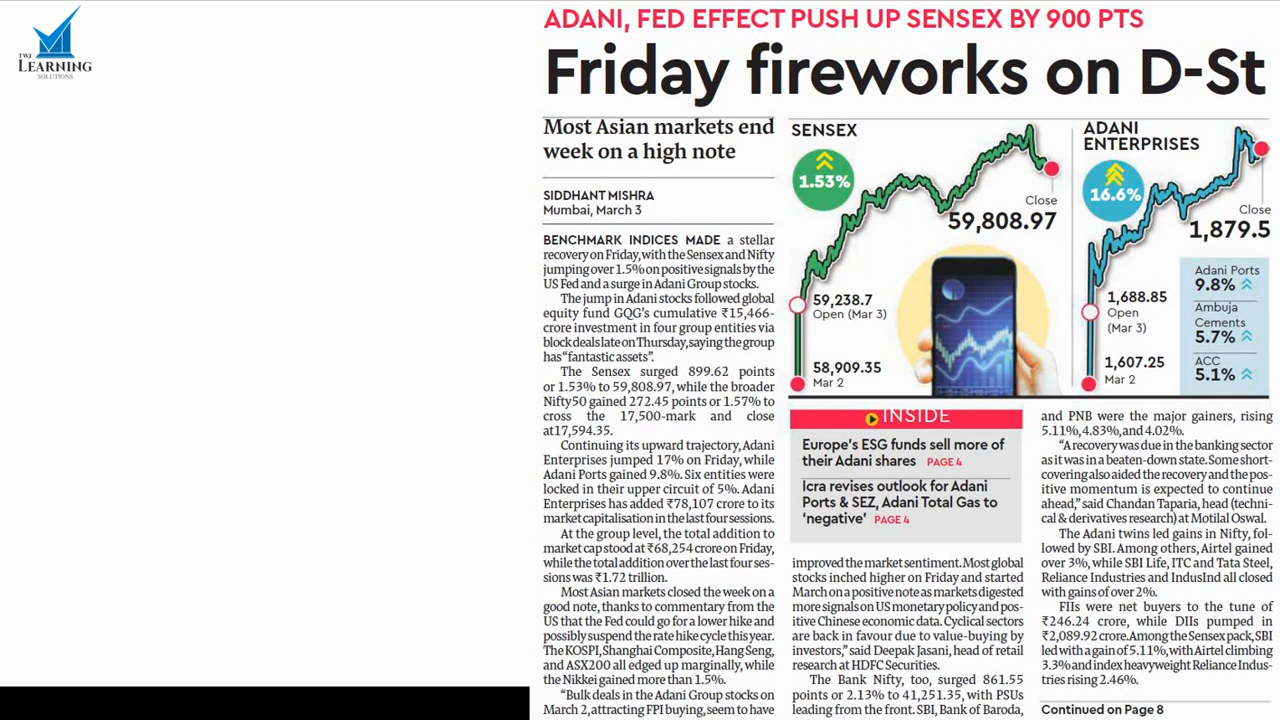 TWJ
LEARNING
SOLUTIONS
ADANI, FED EFFECT PUSH UP SENSEX BY 900 PTS
Friday fireworks on D-St
Most Asian markets end
week on a high note
SIDDHANT MISHRA
Mumbai, March 3
BENCHMARK INDICES MADE a stellar
recovery on Friday, with the Sensex and Nifty
jumping over 1.5% on positive signals by the
US Fed and a surge in Adani Group stocks.
The jump in Adani stocks followed global
equity fund GQG's cumulative ₹15,466-
crore investment in four group entities via
block deals late on Thursday, saying the group
has "fantastic assets".
The Sensex surged 899.62 points
or 1.53% to 59,808.97, while the broader
Nifty50 gained 272.45 points or 1.57% to
cross the 17,500-mark and close
at17,594.35.
Continuing its upward trajectory, Adani
Enterprises jumped 17% on Friday, while
Adani Ports gained 9.8%. Six entities were
locked in their upper circuit of 5%. Adani
Enterprises has added ₹78,107 crore to its
market capitalisation in the last four sessions.
At the group level, the total addition to
market cap stood at ₹68,254 crore on Friday,
while the total addition over the last four ses-
sions was ₹1.72 trillion.
Most Asian markets closed the week on a
good note, thanks to commentary from the
US that the Fed could go for a lower hike and
possibly suspend the rate hike cycle this year.
The KOSPI, Shanghai Composite, Hang Seng,
and ASX200 all edged up marginally, while
the Nikkei gained more than 1.5%.
"Bulk deals in the Adani Group stocks on
March 2, attracting FPI buying, seem to have
SENSEX
1.53%
Close
59,808.97
59,238.7
Open (Mar 3)
58,909.35
Mar 2
ADANI
ENTERPRISES
16.6%
Close
1,879.5
1,688.85
Open
(Mar 3)
1,607.25
Mar 2
Adani Ports
9.8%
Ambuja
Cements
5.7%
ACC
5.1%
INSIDE
Europe's ESG funds sell more of
their Adani shares PAGE 4
Icra revises outlook for Adani
Ports & SEZ, Adani Total Gas to
'negative' PAGE 4
improved the market sentiment. Most global
stocks inched higher on Friday and started
March on a positive note as markets digested
more signals on US monetary policy and pos-
itive Chinese economic data. Cyclical sectors
are back in favour due to value-buying by
investors," said Deepak Jasani, head of retail
research at HDFC Securities.
The Bank Nifty, too, surged 861.55
points or 2.13% to 41,251.35, with PSUs
leading from the front. SBI, Bank of Baroda,
and PNB were the major gainers, rising
5.11%, 4.83%, and 4.02%.
"A recovery was due in the banking sector
as it was in a beaten-down state. Some short-
covering also aided the recovery and the pos-
itive momentum is expected to continue
ahead," said Chandan Taparia, head (techni-
cal & derivatives research) at Motilal Oswal.
The Adani twins led gains in Nifty, fol-
lowed by SBI. Among others, Airtel gained
over 3%, while SBI Life, ITC and Tata Steel,
Reliance Industries and IndusInd all closed
with gains of over 2%.
FIIs were net buyers to the tune of
₹246.24 crore, while DIIs pumped in
₹2,089.92 crore. Among the Sensex pack, SBI
led with a gain of 5.11%, with Airtel climbing
3.3% and index heavyweight Reliance Indus-
tries rising 2.46%.
Continued on Page 8